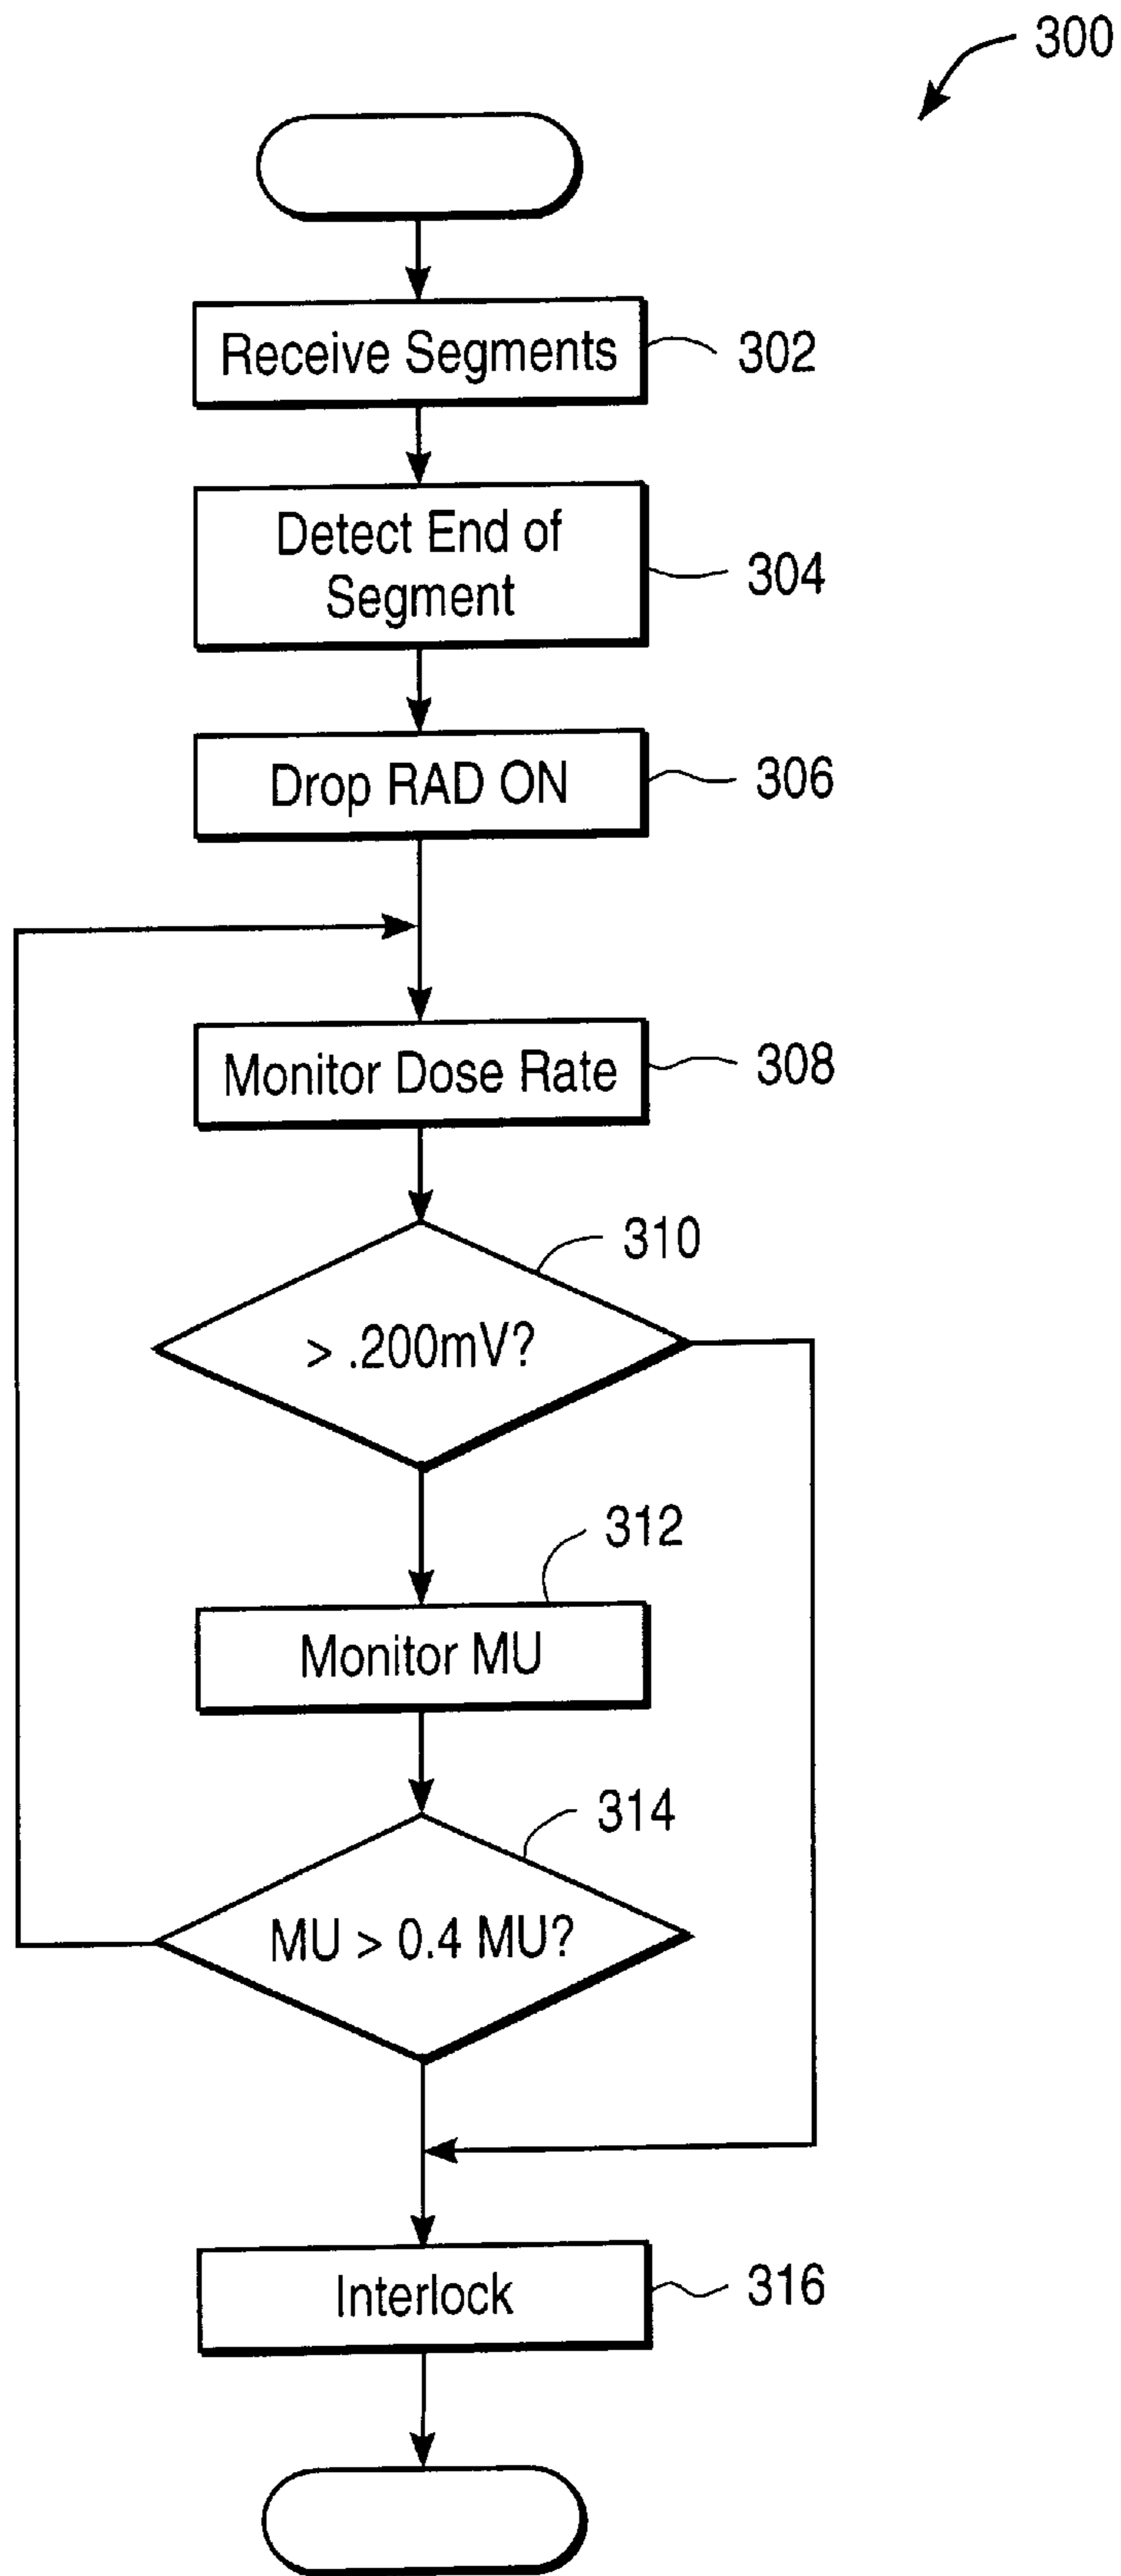 300
Receive Segments
302
Detect End of
Segment
304
Drop RAD ON
306
Monitor Dose Rate
308
310
> .200mV?
312
Monitor MU
314
MU > 0.4 MU?
Interlock
316